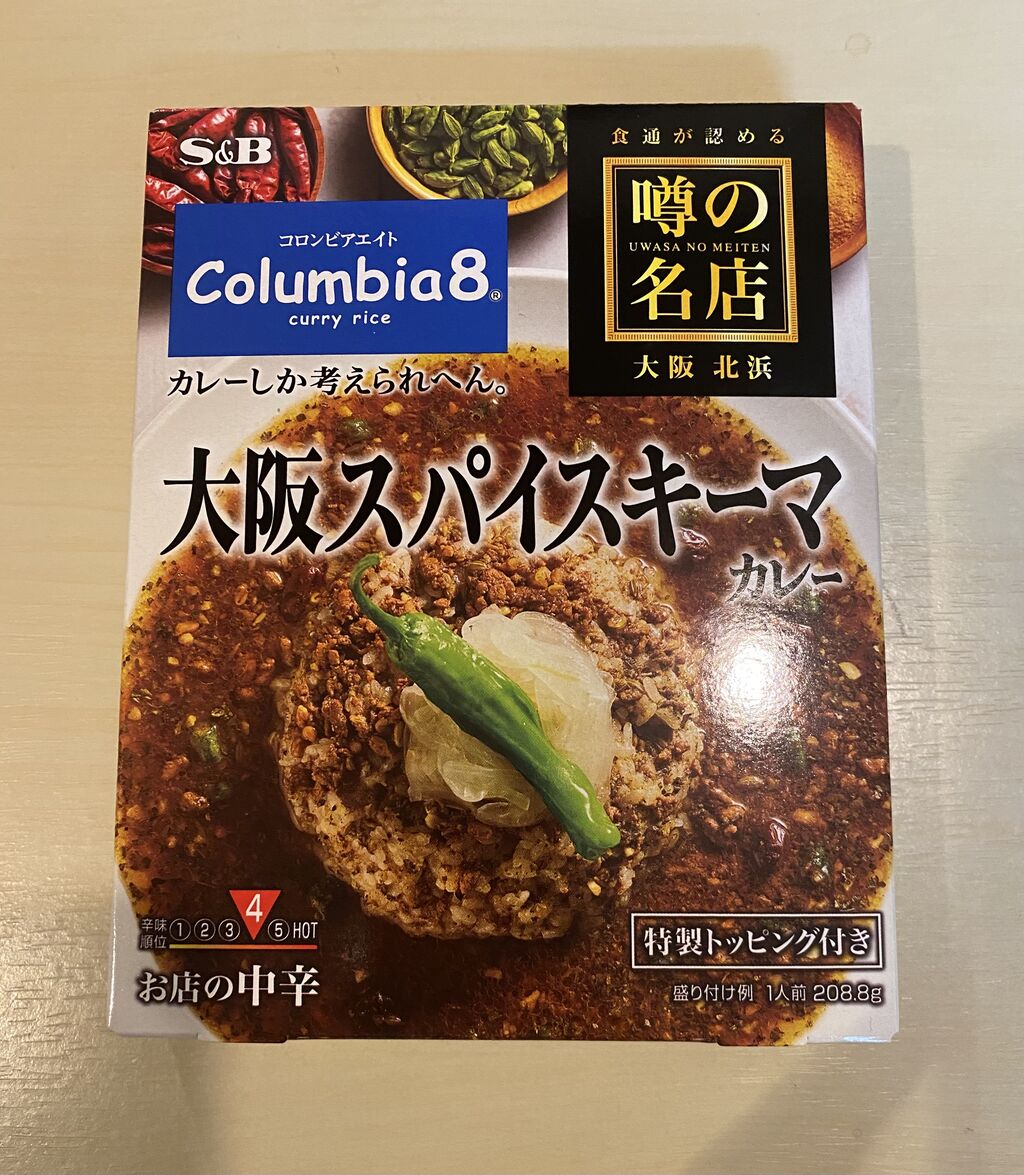 S&B
コロンビアエイト
Columbia8®
curry rice
食通が認める
噂の
UWASA NO MEITEN
名店
大阪 北浜
カレーしか考えられへん。
大阪スパイスキーマ
カレー
辛味順位 1 2 3 4 5 HOT
お店の中辛
特製トッピング付き
盛り付け例 1人前 208.8g